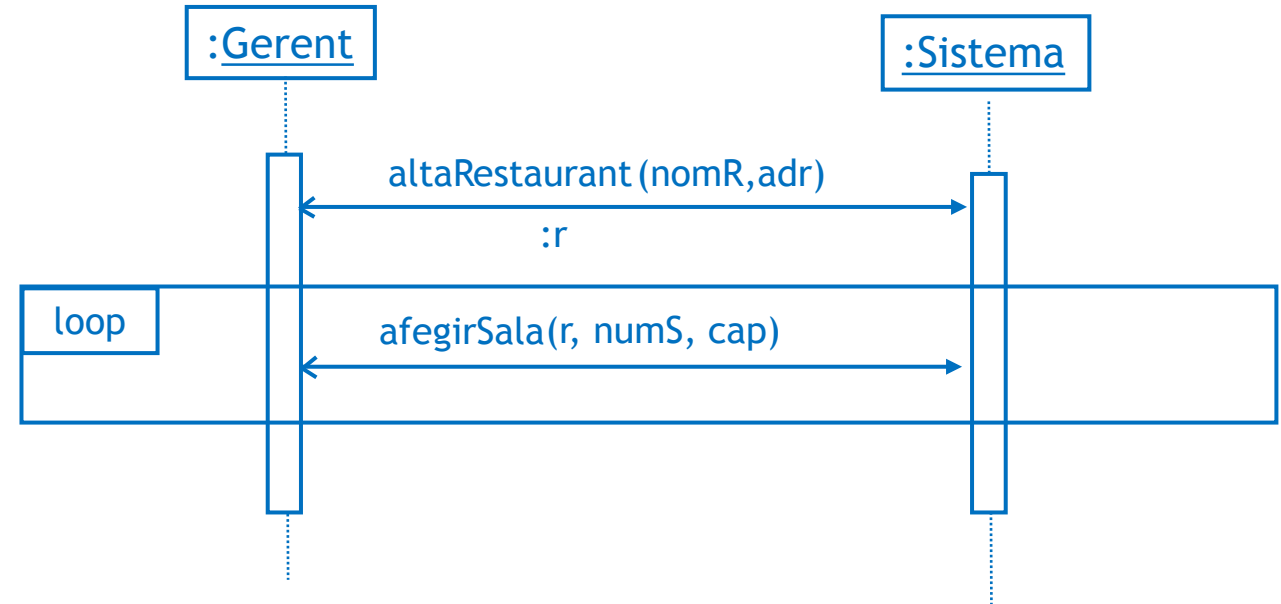 :Gerent
:Sistema
altaRestaurant(nomR,adr)
:r
loop
afegirSala(r, numS, cap)